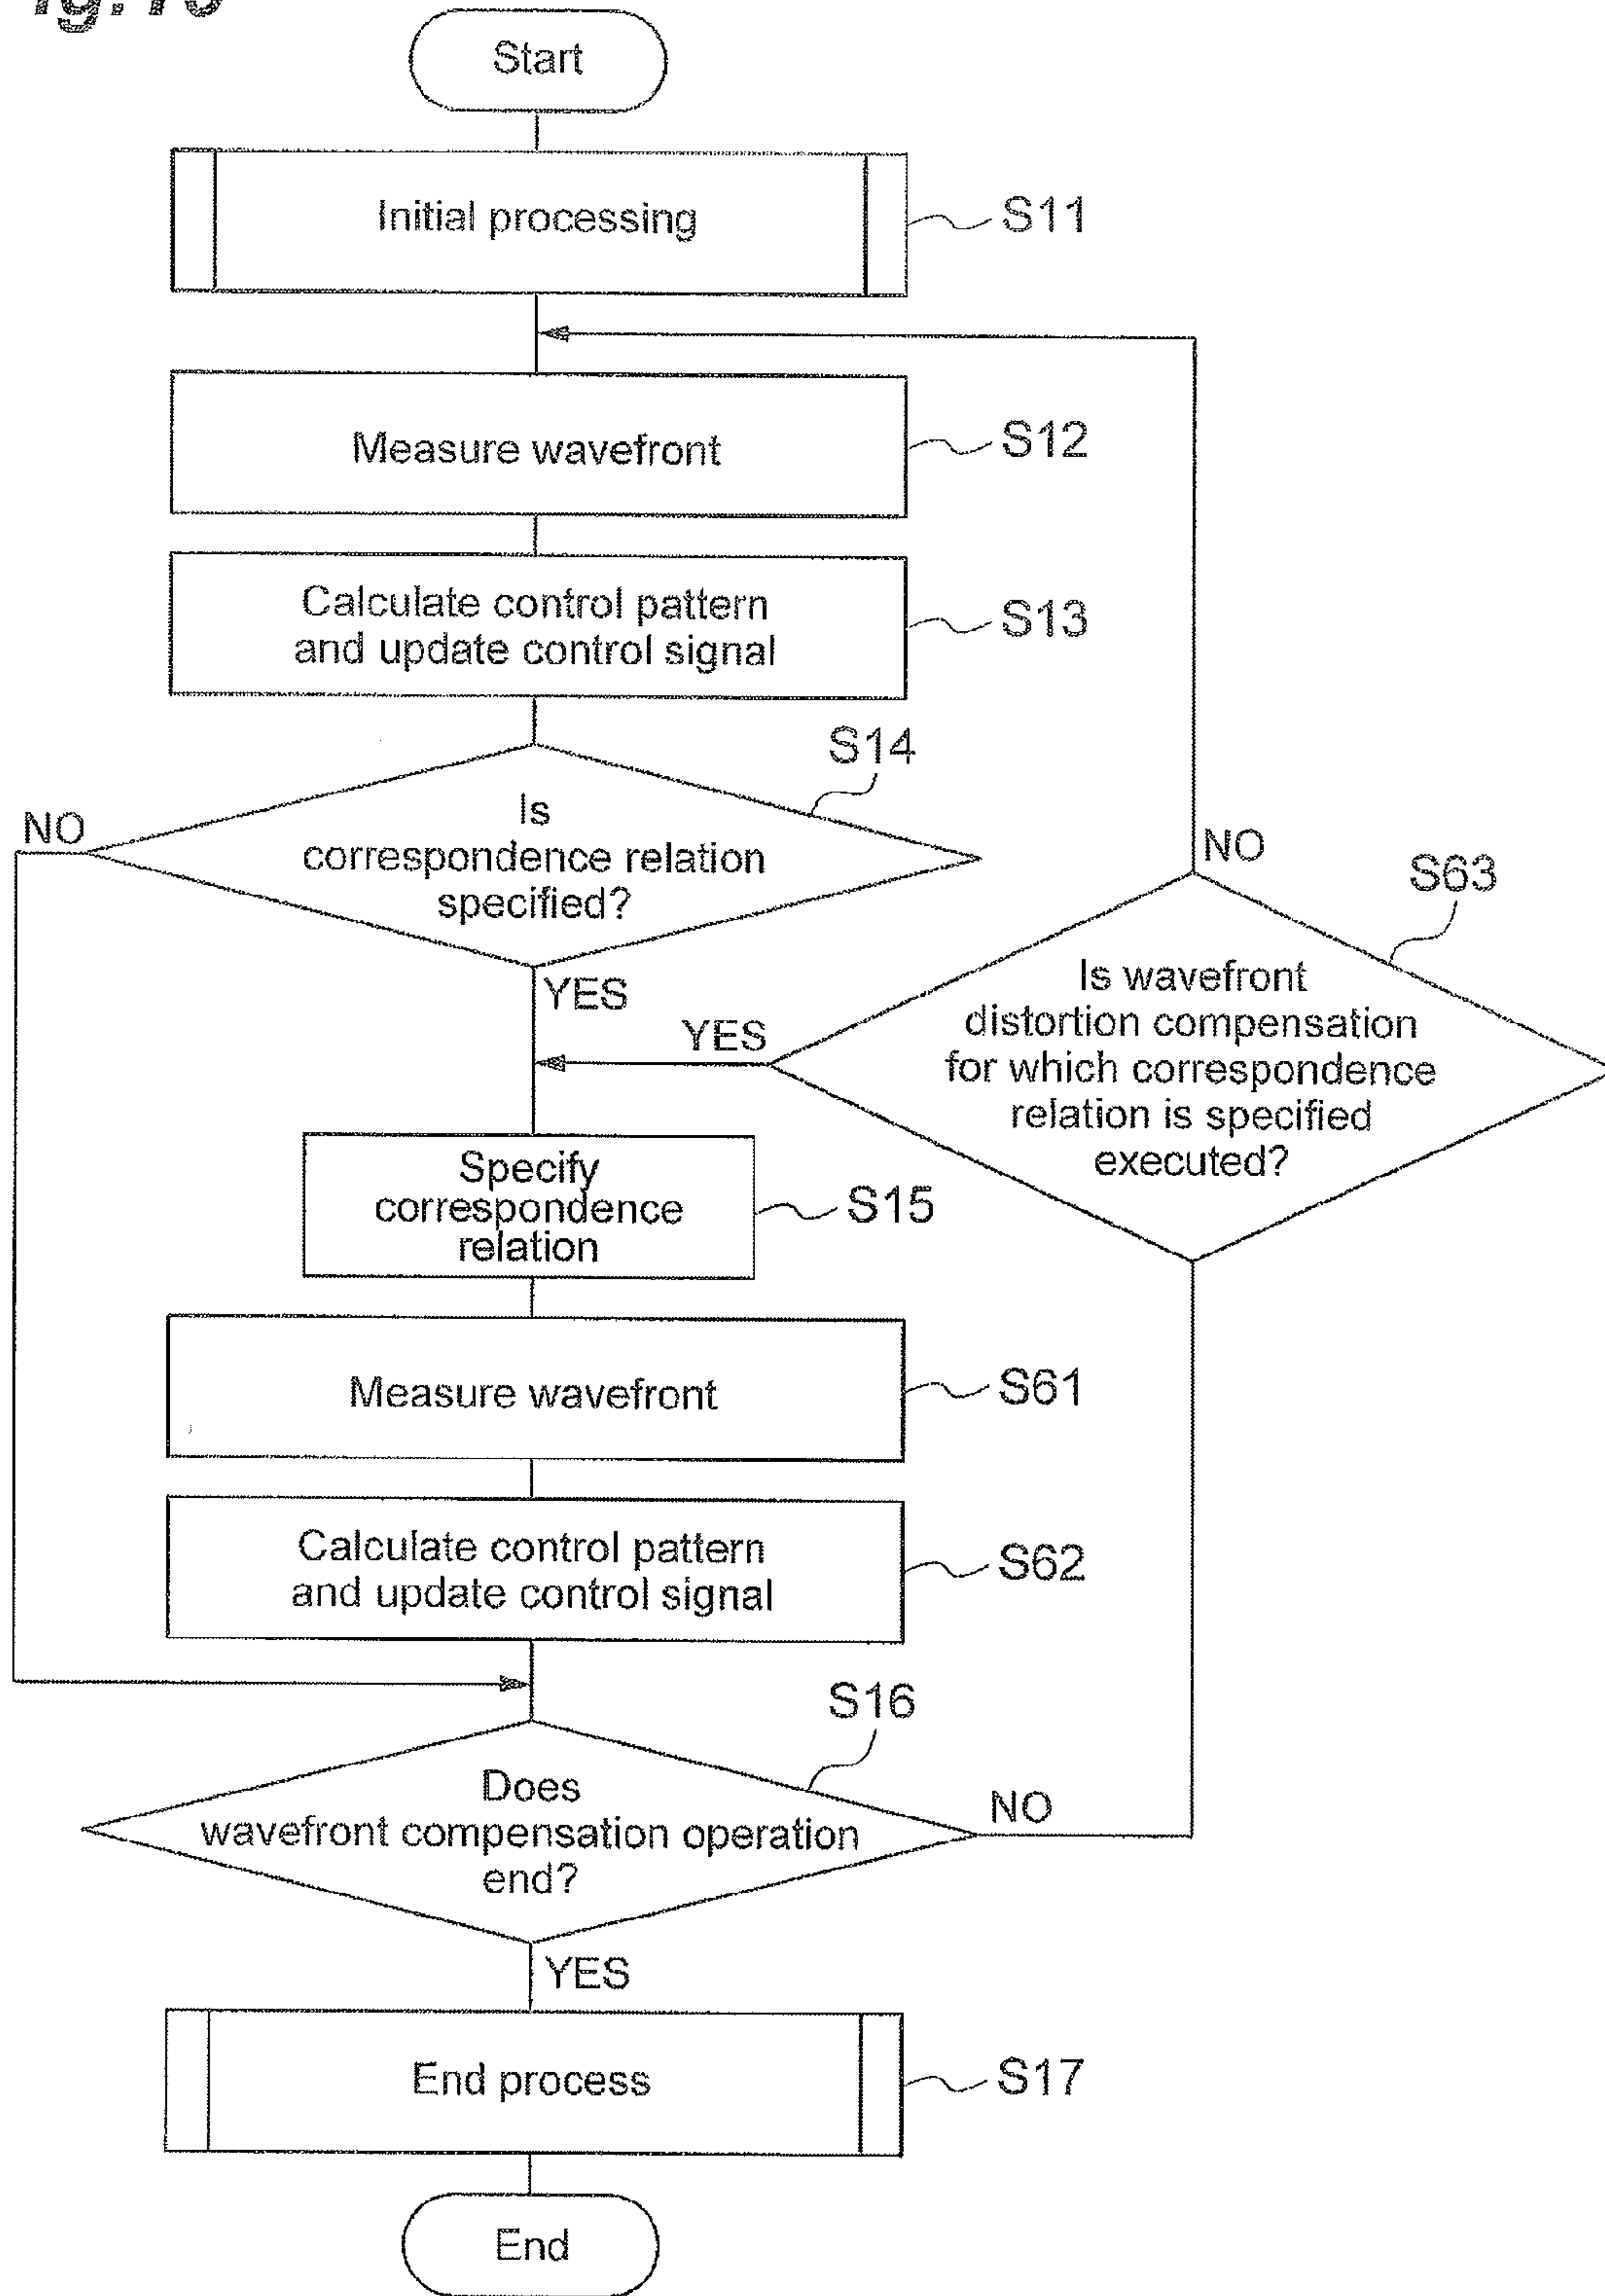 Start
Initial processing
S11
Measure wavefront
S12
Calculate control pattern
and update control signal
S13
S14
Is
correspondence relation
specified?
NO
YES
NO
S63
Is wavefront
distortion compensation
for which correspondence
relation is specified
executed?
YES
Specify
correspondence
relation
S15
Measure wavefront
S61
Calculate control pattern
and update control signal
S62
S16
Does
wavefront compensation operation
end?
NO
YES
End process
S17
End